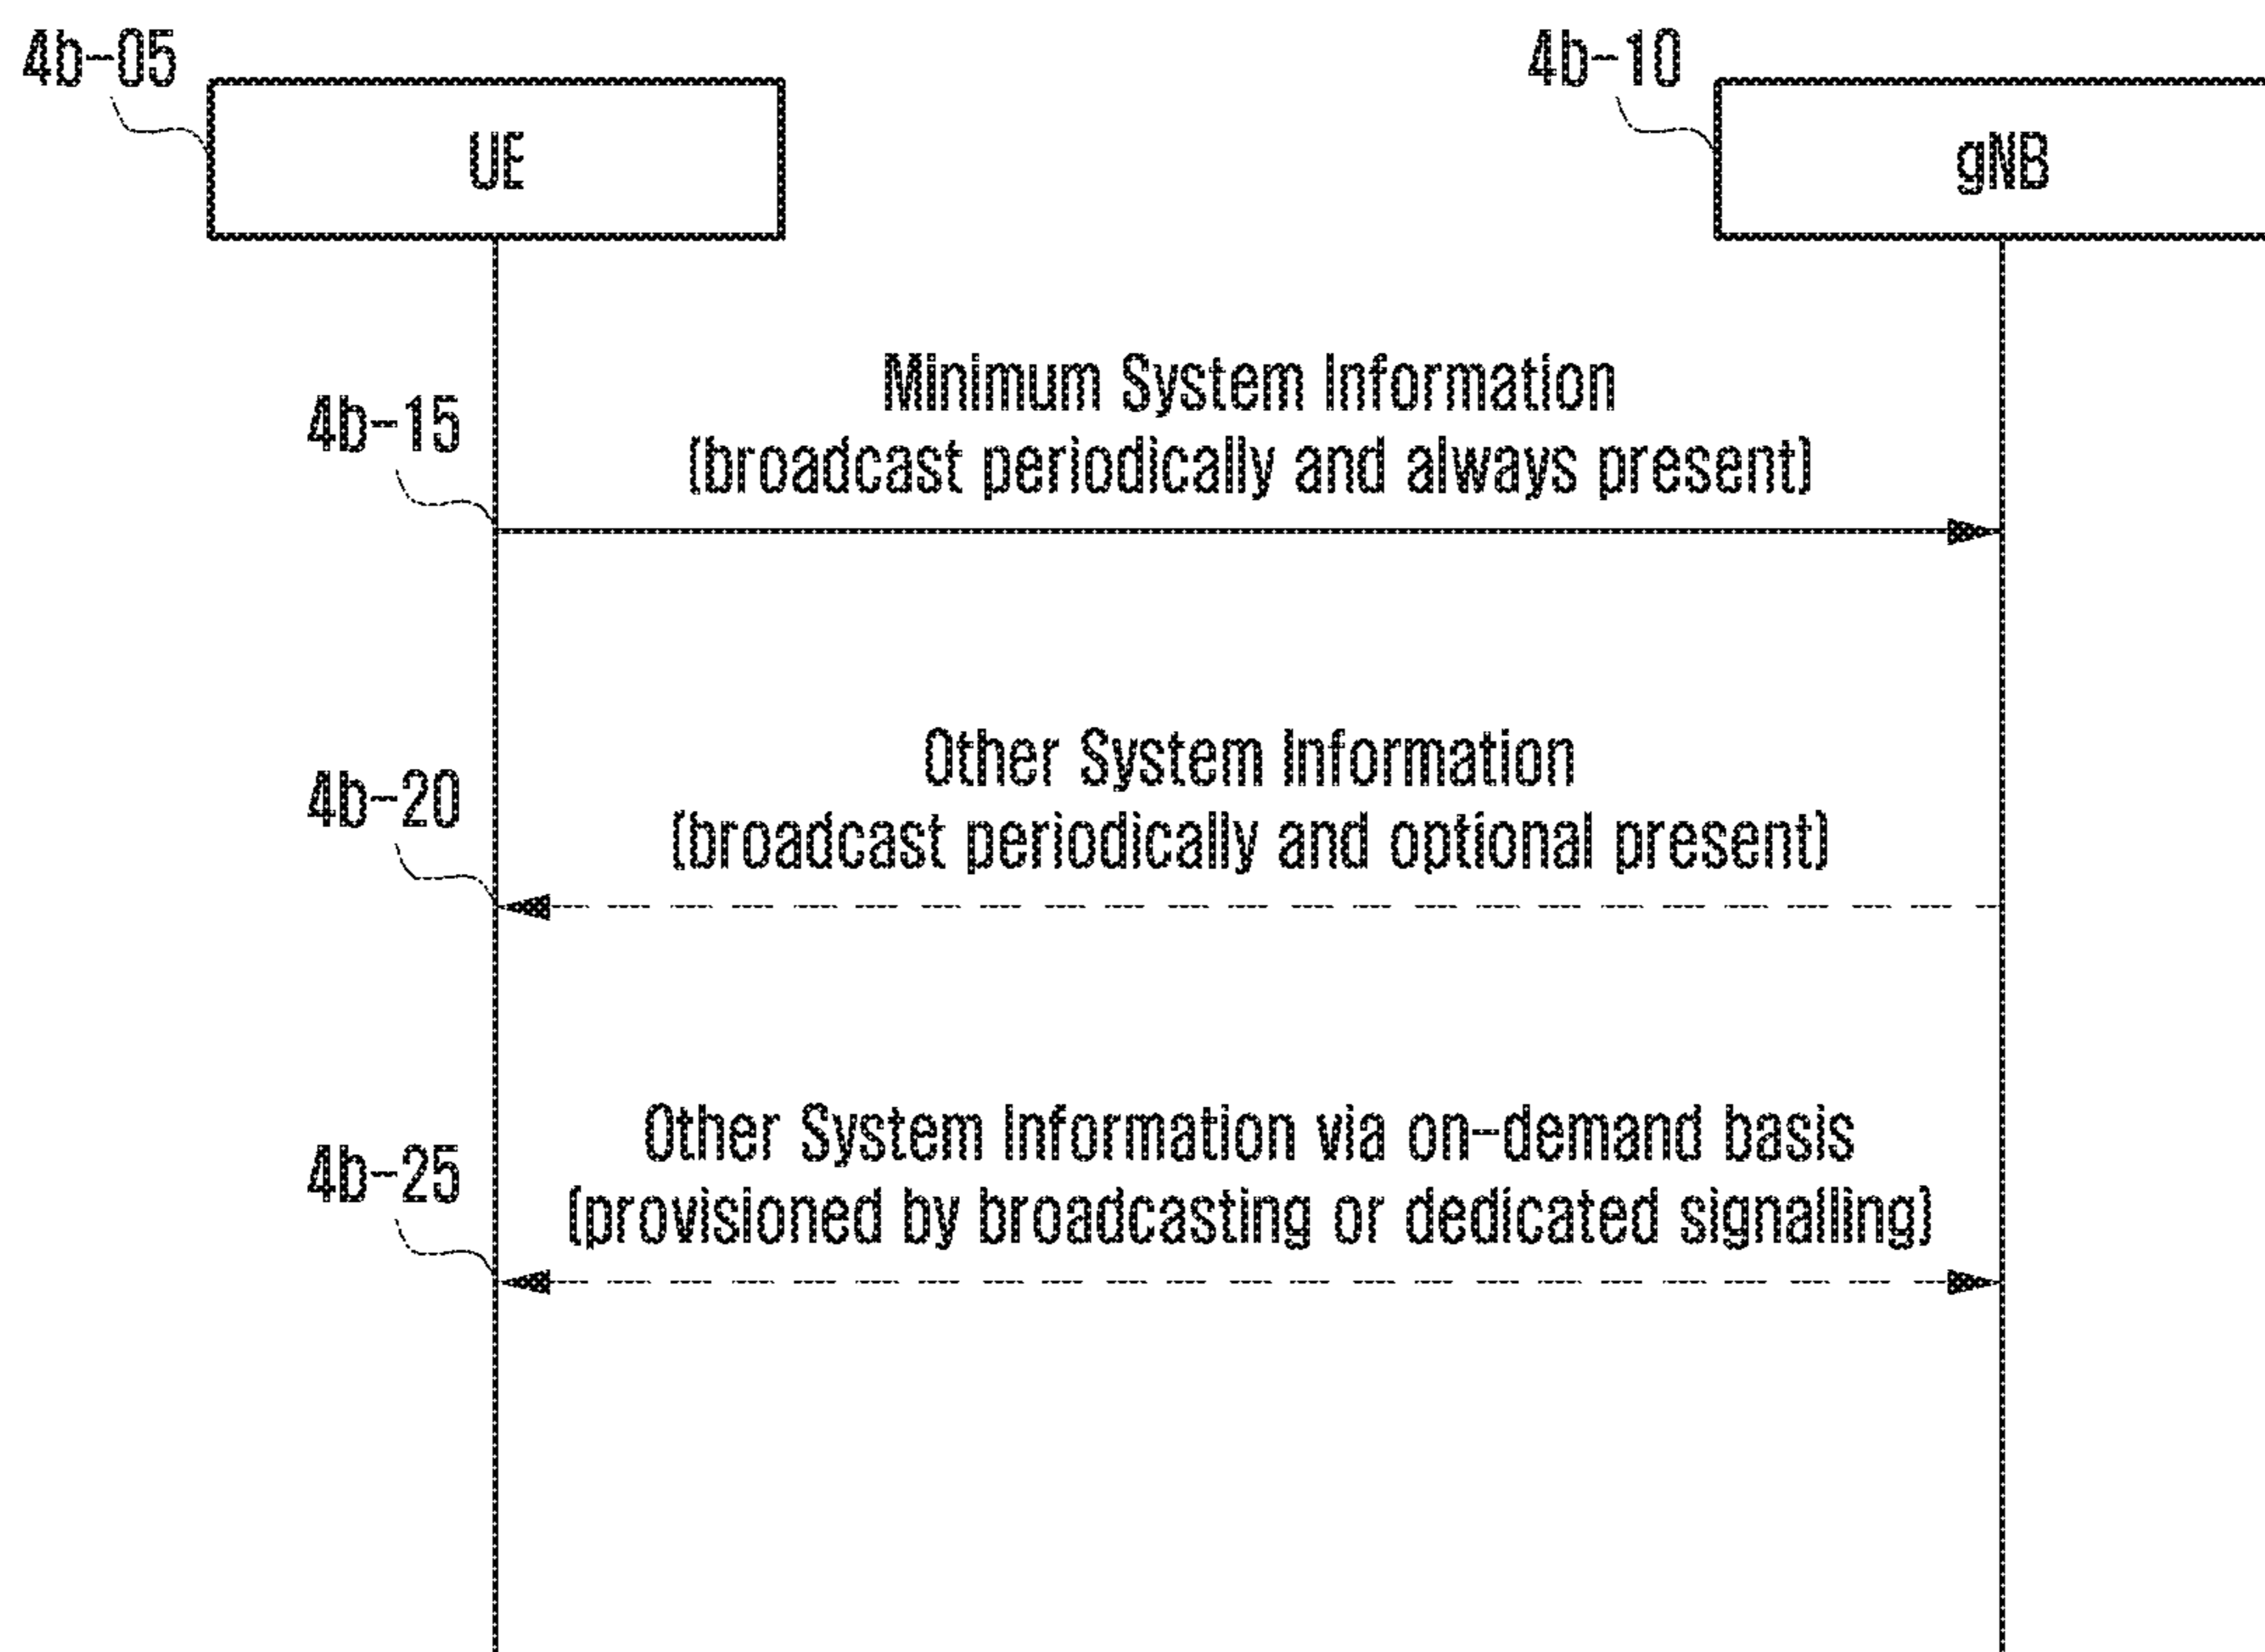 4b-05
UE
4b-10
gNB
4b-15
Minimum System Information
(broadcast periodically and always present)
4b-20
Other System Information
(broadcast periodically and optional present)
4b-25
Other System Information via on-demand basis
(provisioned by broadcasting or dedicated signalling)